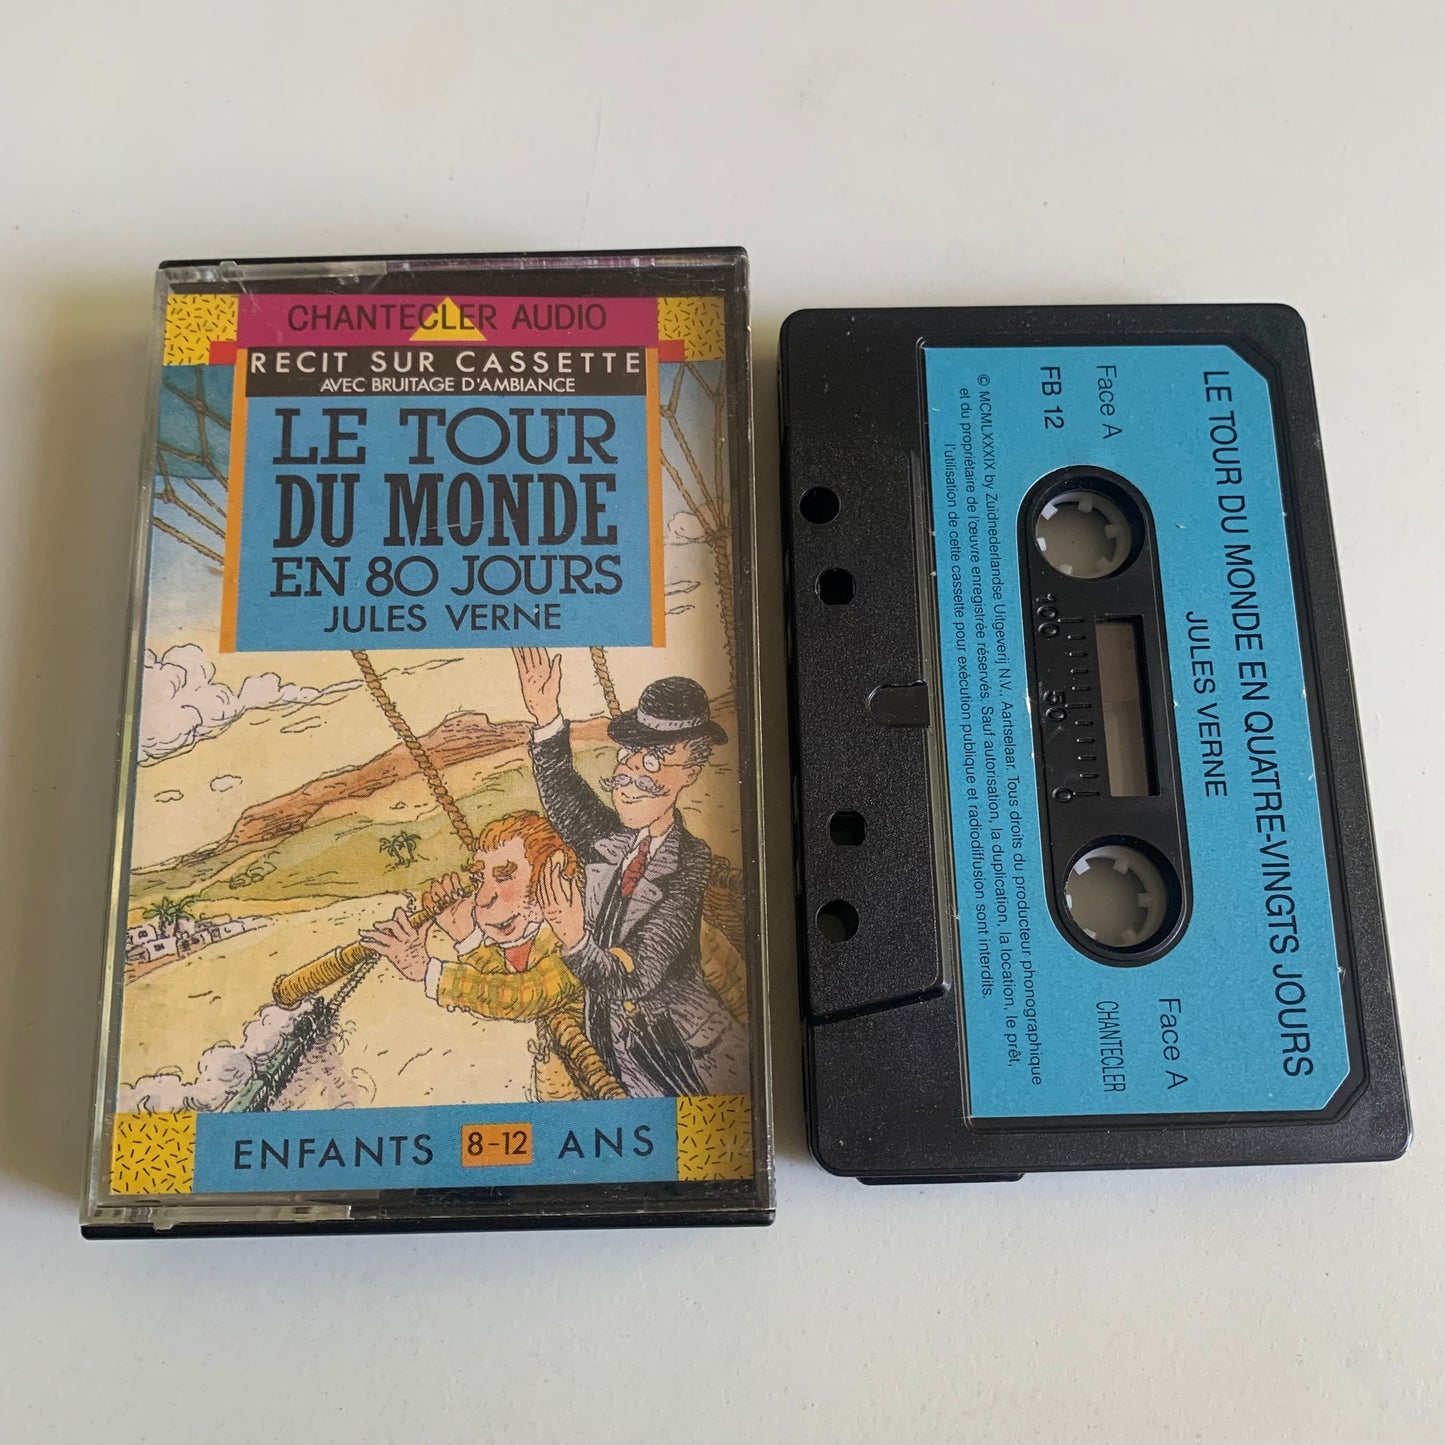 CHANTECLER AUDIO
RECIT SUR CASSETTE
AVEC BRUITAGE D'AMBIANCE
LE TOUR
DU MONDE
EN 80 JOURS
JULES VERNE
ENFANTS 8-12 ANS
LE TOUR DU MONDE EN QUATRE-VINGTS JOURS
JULES VERNE
Face A
Face A
FB 12
CHANTECLER
100 50 0
© MCMLXXXIX by Zuidnederlandse Uitgeverij N.V., Aartselaar. Tous droits du producteur phonographique
et du propriétaire de l'œuvre enregistrée réservés. Sauf autorisation, la duplication, la location, le prêt,
l'utilisation de cette cassette pour exécution publique et radiodiffusion sont interdits.